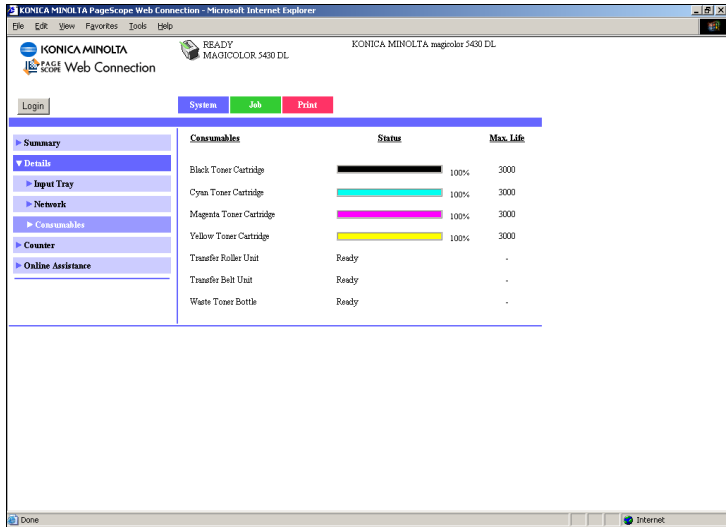 KONICA MINOLTA PageScope Web Connection - Microsoft Internet Explorer
File Edit View Favorites Tools Help
KONICA MINOLTA
PAGE SCOPE Web Connection
READY
MAGICOLOR 5430 DL
KONICA MINOLTA magicolor 5430 DL
Login
System Job Print
Summary
Details
Input Tray
Network
Consumables
Counter
Online Assistance
Consumables Status Max. Life
Black Toner Cartridge 100% 3000
Cyan Toner Cartridge 100% 3000
Magenta Toner Cartridge 100% 3000
Yellow Toner Cartridge 100% 3000
Transfer Roller Unit Ready -
Transfer Belt Unit Ready -
Waste Toner Bottle Ready -
Done Internet